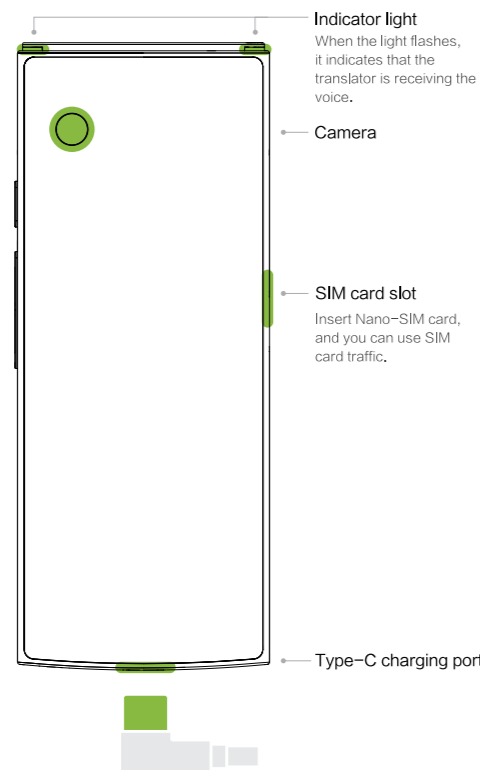 Indicator light
When the light flashes,
it indicates that the
translator is receiving the
voice.
Camera
SIM card slot
Insert Nano-SIM card,
and you can use SIM
card traffic.
Type-C charging port